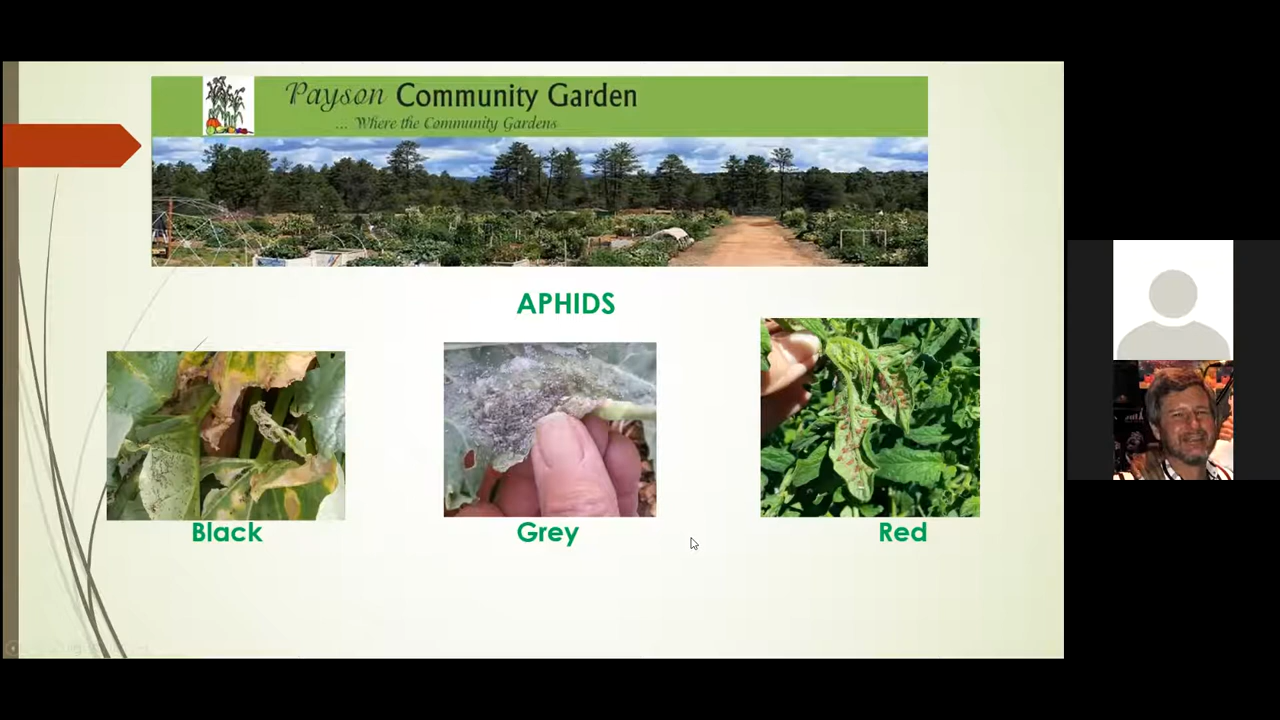 Payson Community Garden
... Where the Community Gardens
APHIDS
Black
Grey
Red